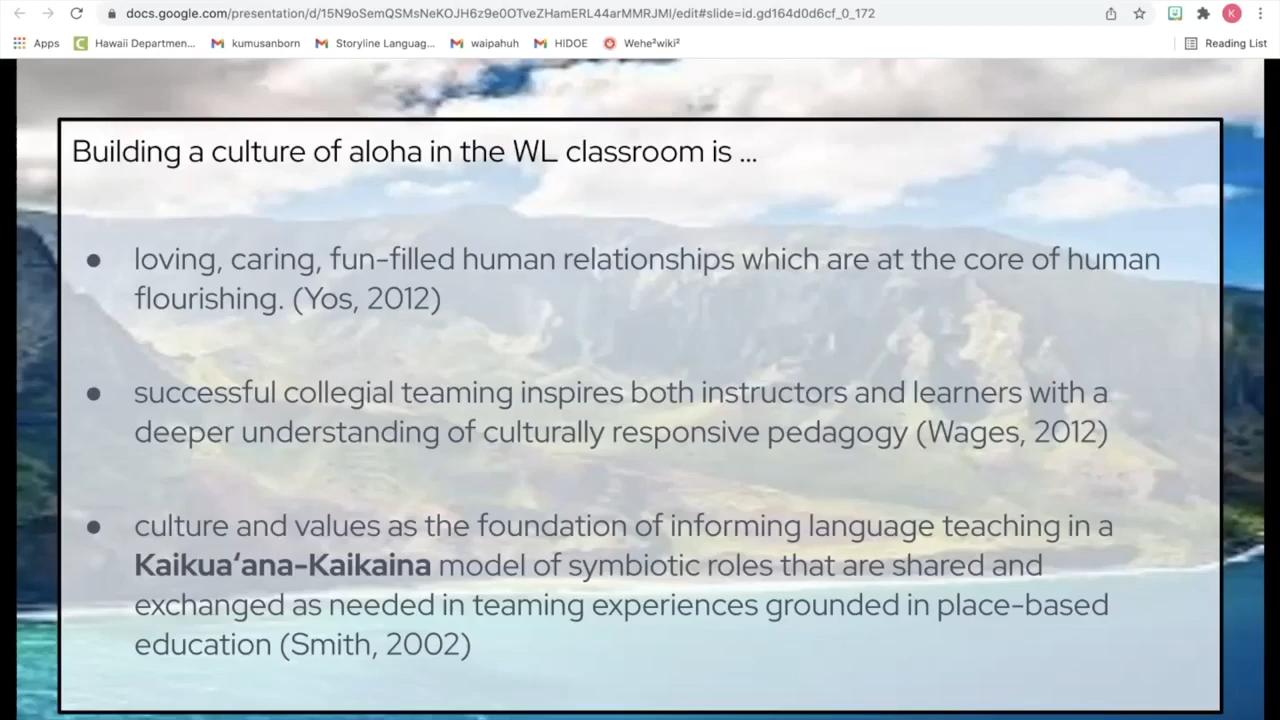 docs.google.com/presentation/d/15N9oSemQSMsNeKOJH6z9e0OTveZHamERL44arMMRJMI/edit#slide=id.gd164d0d6cf_0_172
K
Apps
Hawaii Departmen...
kumusanborn
Storyline Languag...
waipahuh
HIDOE
Wehe²wiki²
Reading List
Building a culture of aloha in the WL classroom is ...
● loving, caring, fun-filled human relationships which are at the core of human
flourishing. (Yos, 2012)
● successful collegial teaming inspires both instructors and learners with a
deeper understanding of culturally responsive pedagogy (Wages, 2012)
● culture and values as the foundation of informing language teaching in a
Kaikuaʻana-Kaikaina model of symbiotic roles that are shared and
exchanged as needed in teaming experiences grounded in place-based
education (Smith, 2002)